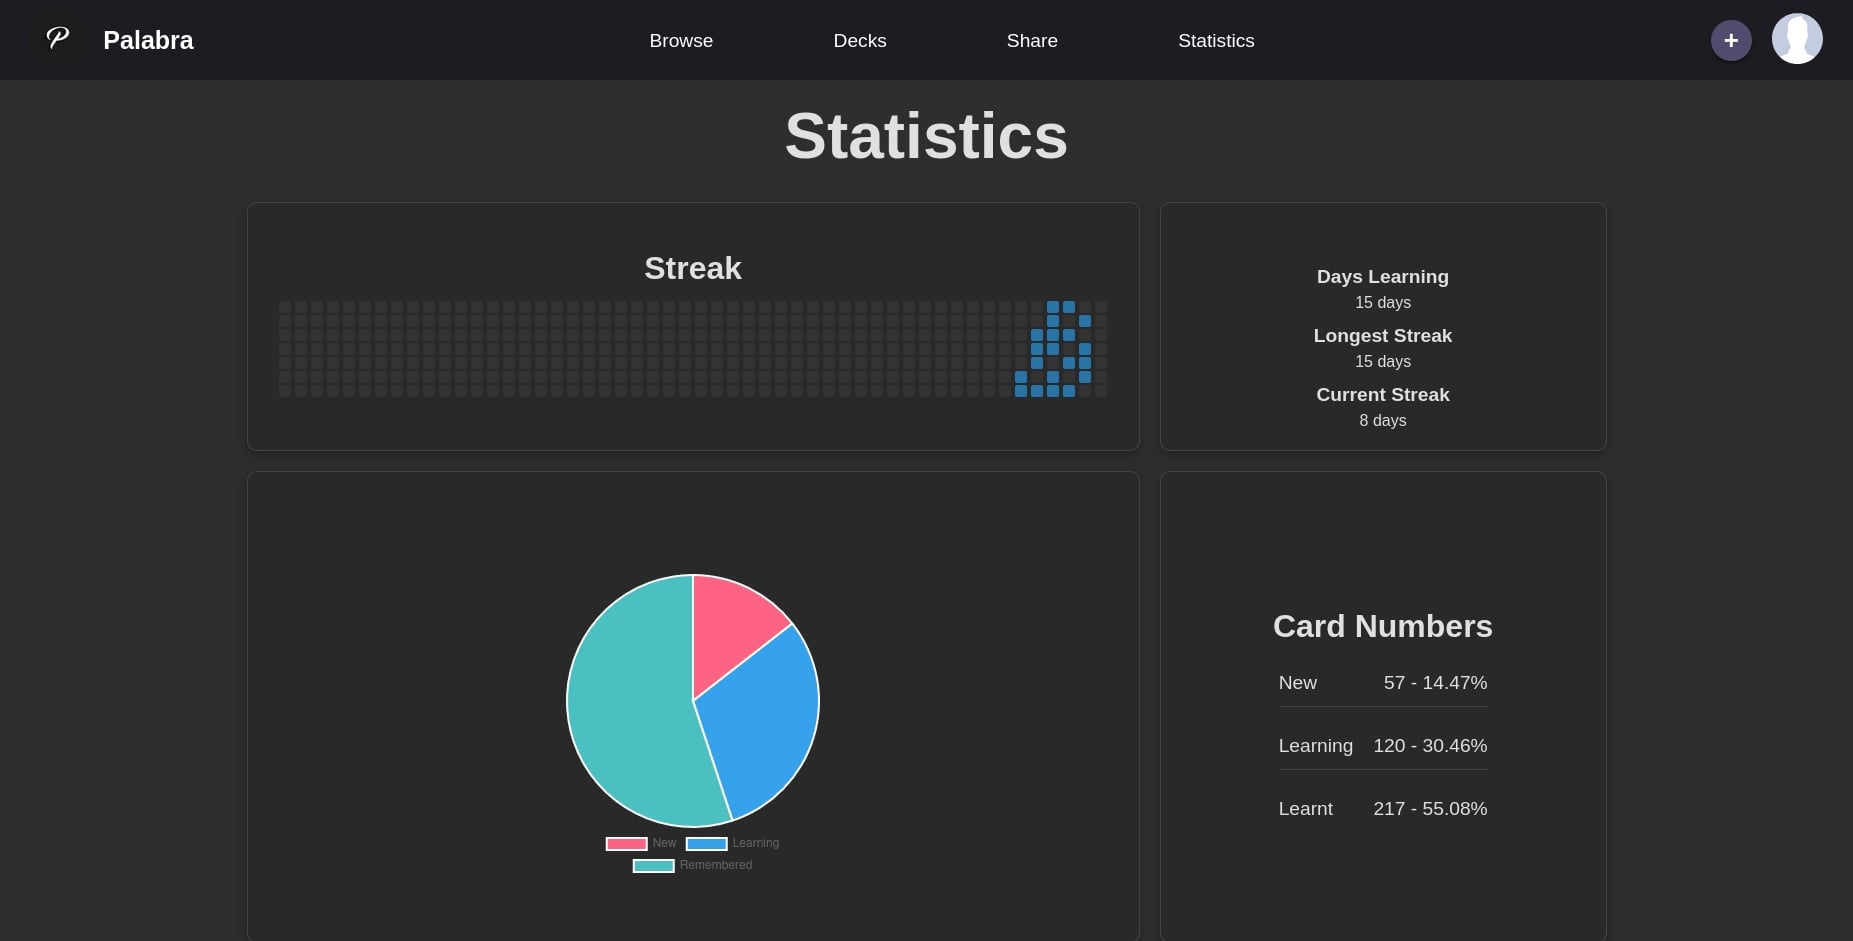 Palabra
Browse
Decks
Share
Statistics
+
Statistics
Streak
Days Learning
15 days
Longest Streak
15 days
Current Streak
8 days
New
Learning
Remembered
Card Numbers
New 57 - 14.47%
Learning 120 - 30.46%
Learnt 217 - 55.08%